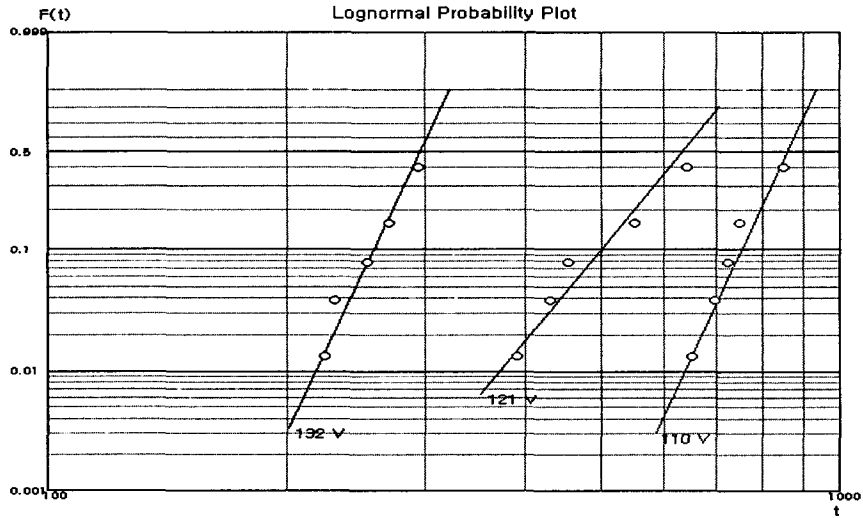 F(t)
Lognormal Probability Plot
0.999
0.5
0.1
0.01
0.001
132 V
121 V
110 V
100
1000
t